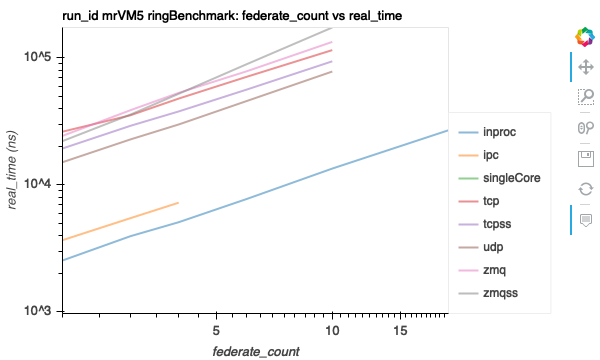 run_id mrVM5 ringBenchmark: federate_count vs real_time
10^5
10^4
10^3
real_time (ns)
5
10
15
federate_count
inproc
ipc
singleCore
tcp
tcpss
udp
zmq
zmqss